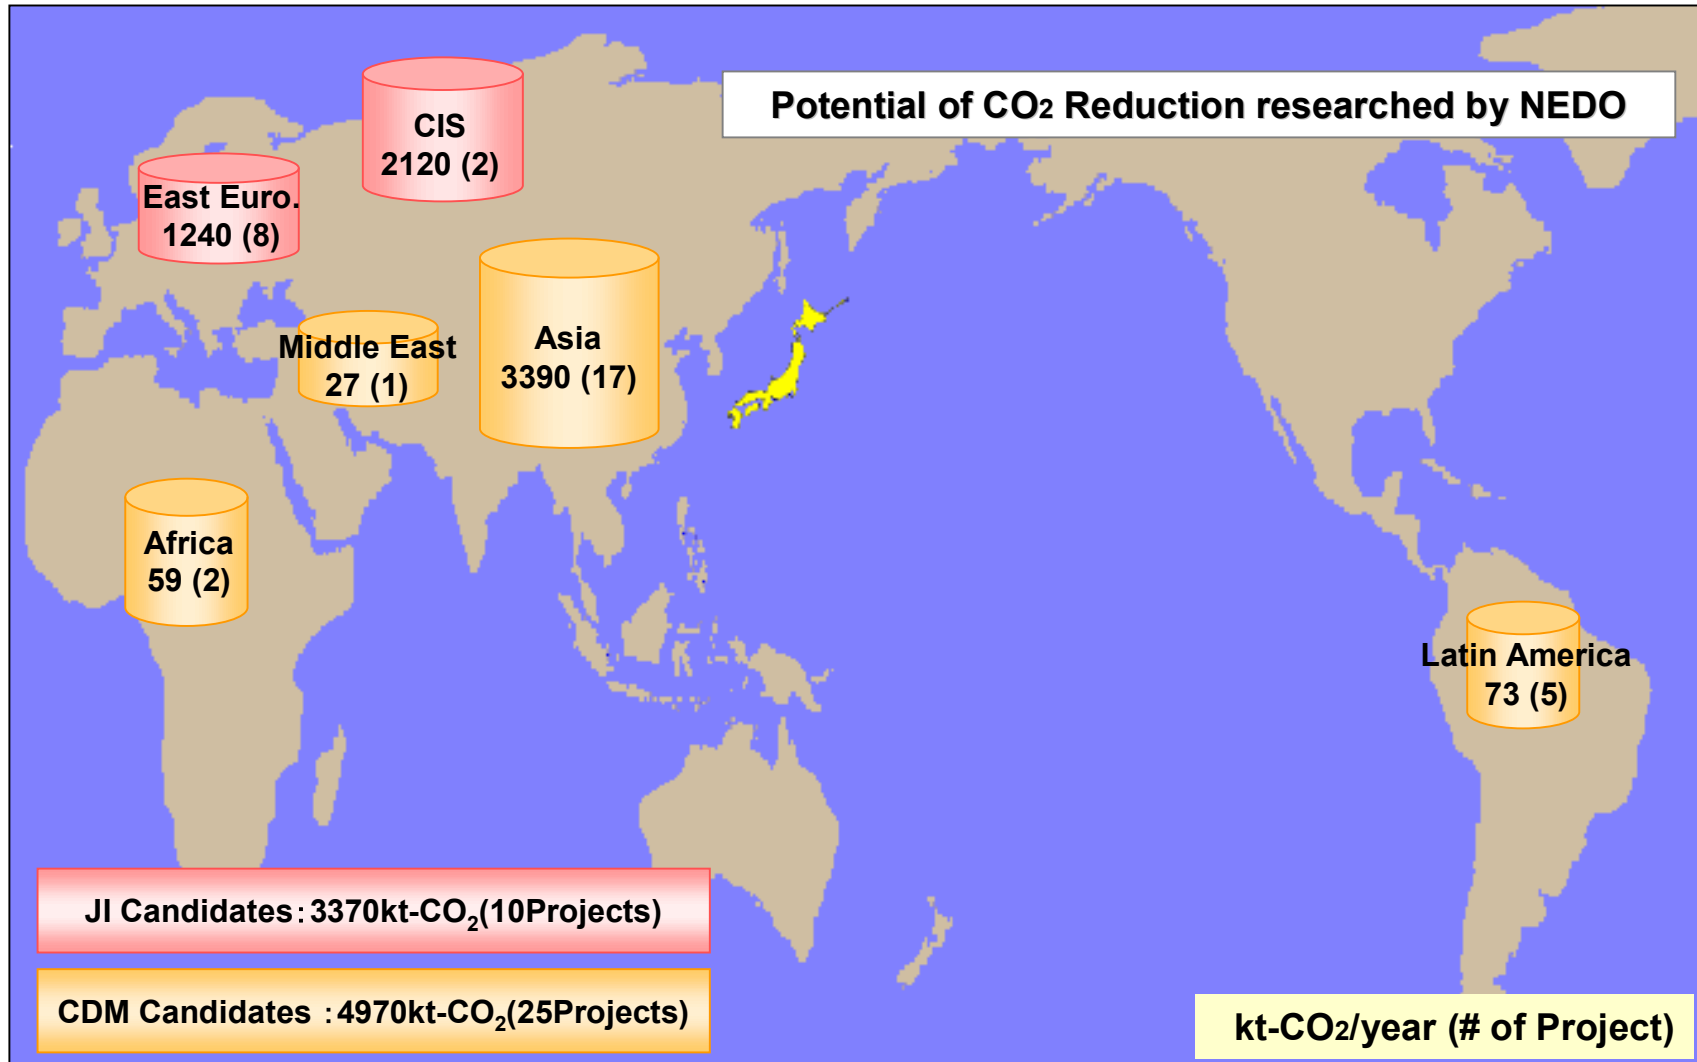 Potential of CO2 Reduction researched by NEDO
CIS
2120 (2)
East Euro.
1240 (8)
Middle East
27 (1)
Asia
3390 (17)
Africa
59 (2)
Latin America
73 (5)
JI Candidates:3370kt-CO2(10Projects)
CDM Candidates :4970kt-CO2(25Projects)
kt-CO2/year (# of Project)